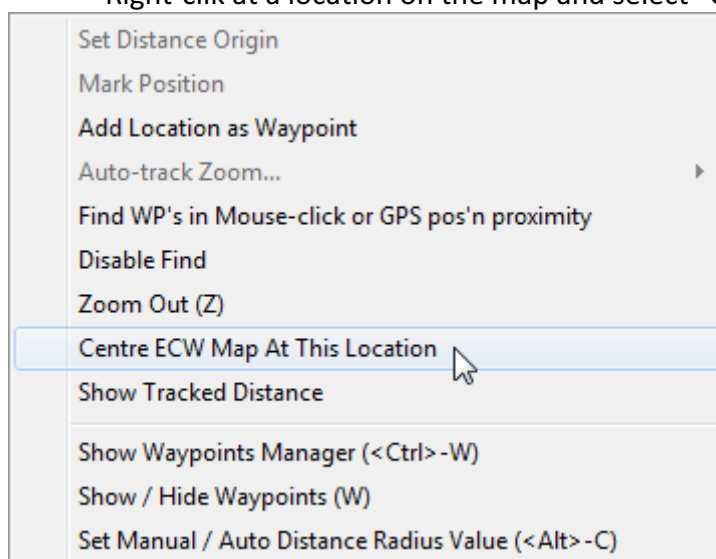 Right-clik at a location on the map and select
Set Distance Origin
Mark Position
Add Location as Waypoint
Auto-track Zoom...
Find WP's in Mouse-click or GPS pos'n proximity
Disable Find
Zoom Out (Z)
Centre ECW Map At This Location
Show Tracked Distance
Show Waypoints Manager (<Ctrl>-W)
Show / Hide Waypoints (W)
Set Manual / Auto Distance Radius Value (<Alt>-C)